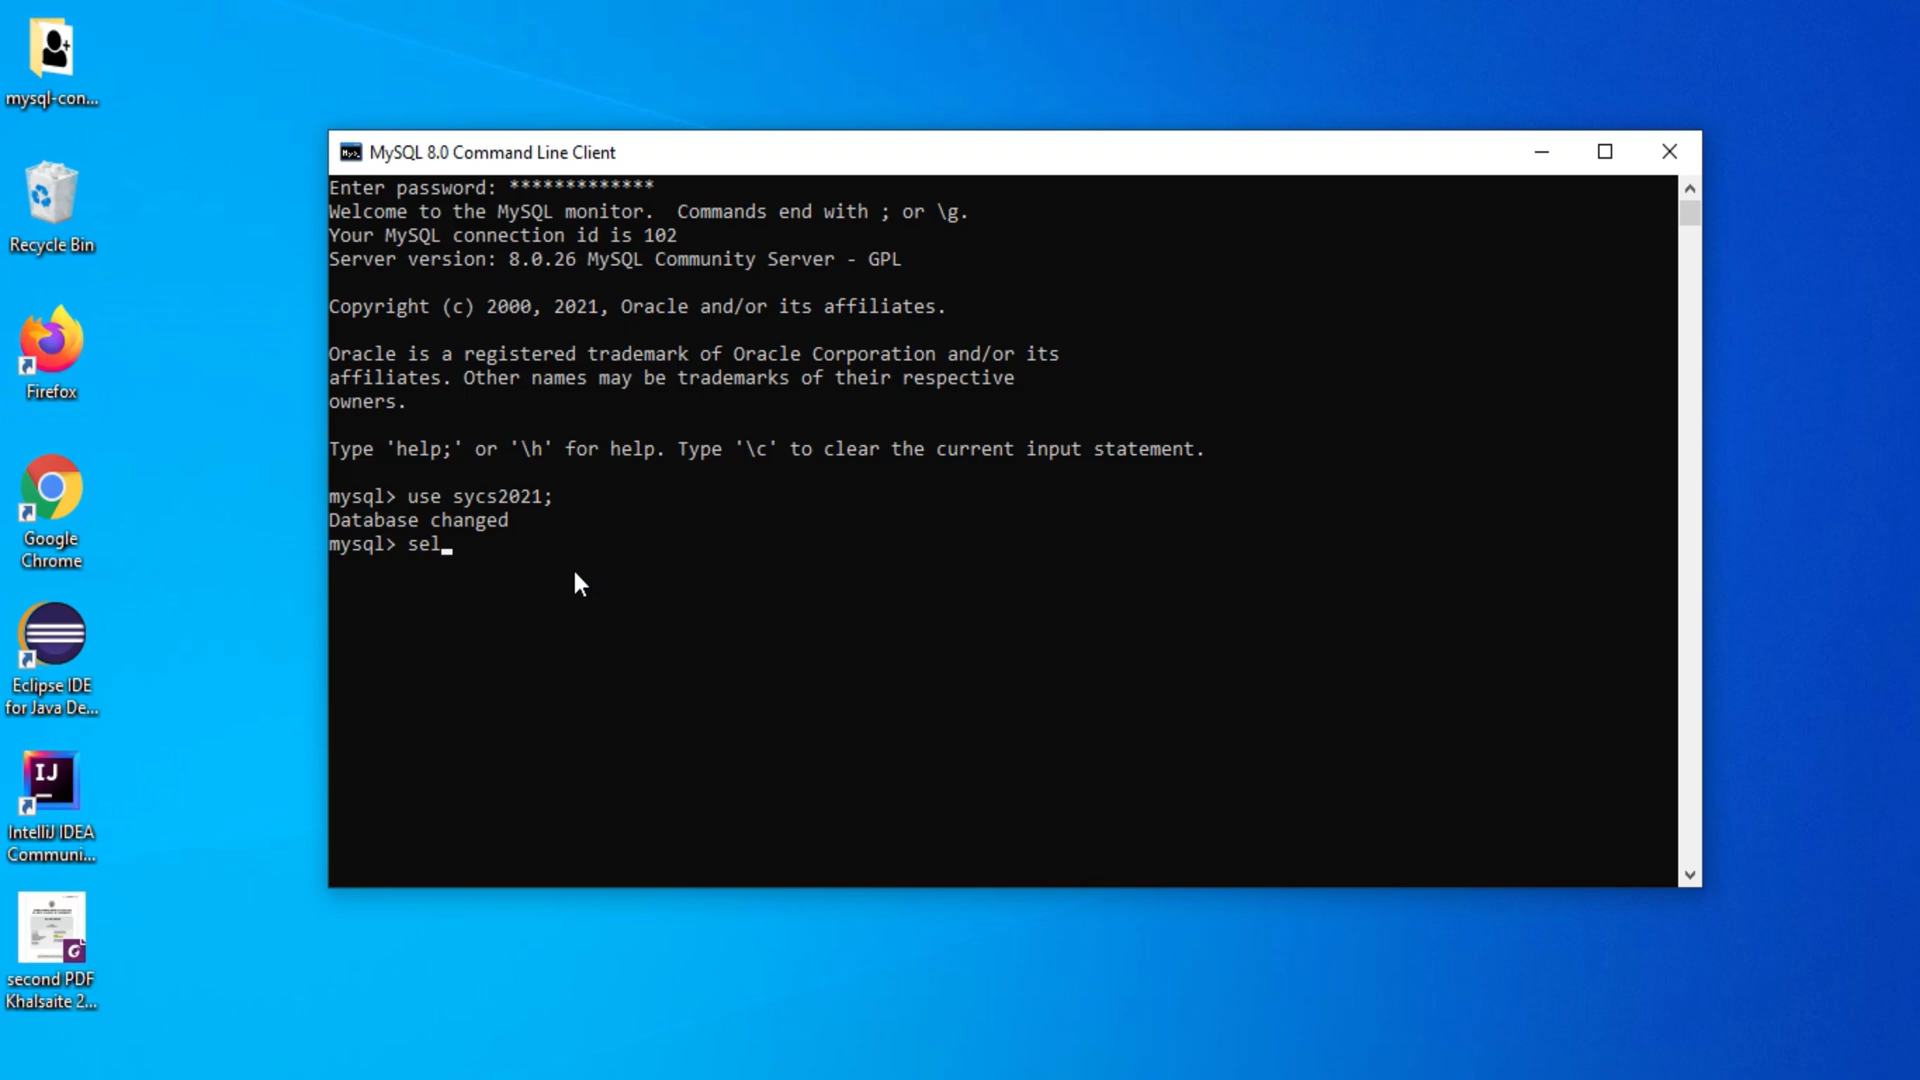 mysql-con...
Recycle Bin
Firefox
Google
Chrome
Eclipse IDE
for Java De...
IJ
IntelliJ IDEA
Communi...
second PDF
Khalsaite 2...
MySQL 8.0 Command Line Client
Enter password: *************
Welcome to the MySQL monitor.  Commands end with ; or \g.
Your MySQL connection id is 102
Server version: 8.0.26 MySQL Community Server - GPL
Copyright (c) 2000, 2021, Oracle and/or its affiliates.
Oracle is a registered trademark of Oracle Corporation and/or its
affiliates. Other names may be trademarks of their respective
owners.
Type 'help;' or '\h' for help. Type '\c' to clear the current input statement.
mysql> use sycs2021;
Database changed
mysql> sel